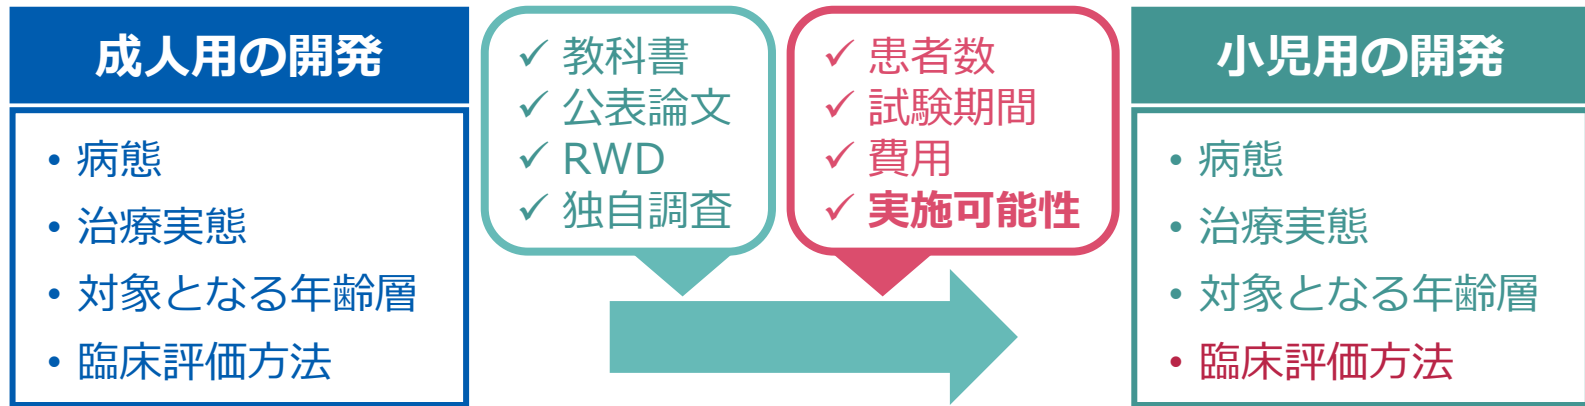 成人用の開発
• 病態
• 治療実態
• 対象となる年齢層
• 臨床評価方法
✓ 教科書
✓ 公表論文
✓ RWD
✓ 独自調査
✓ 患者数
✓ 試験期間
✓ 費用
✓ 実施可能性
小児用の開発
• 病態
• 治療実態
• 対象となる年齢層
• 臨床評価方法